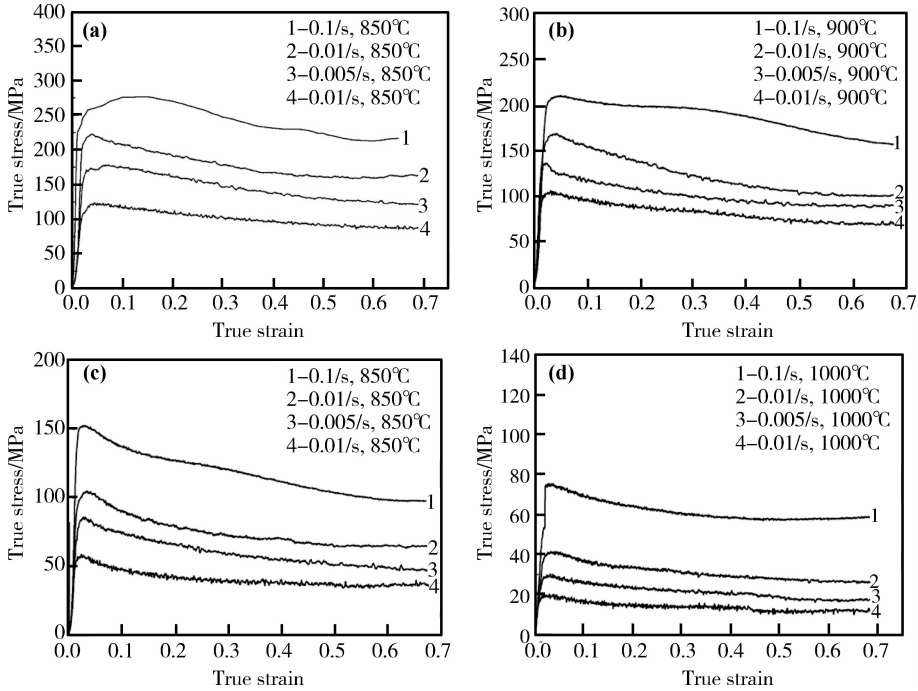 (a)
1–0.1/s, 850℃
2–0.01/s, 850℃
3–0.005/s, 850℃
4–0.01/s, 850℃
True stress/MPa
400
350
300
250
200
150
100
50
0
1
2
3
4
0.0 0.1 0.2 0.3 0.4 0.5 0.6 0.7
True strain
(b)
1–0.1/s, 900℃
2–0.01/s, 900℃
3–0.005/s, 900℃
4–0.01/s, 900℃
True stress/MPa
300
250
200
150
100
50
0
1
2
3
4
0.0 0.1 0.2 0.3 0.4 0.5 0.6 0.7
True strain
(c)
1–0.1/s, 850℃
2–0.01/s, 850℃
3–0.005/s, 850℃
4–0.01/s, 850℃
True stress/MPa
200
150
100
50
0
1
2
3
4
0.0 0.1 0.2 0.3 0.4 0.5 0.6 0.7
True strain
(d)
1–0.1/s, 1000℃
2–0.01/s, 1000℃
3–0.005/s, 1000℃
4–0.01/s, 1000℃
True stress/MPa
140
120
100
80
60
40
20
0
1
2
3
4
0.0 0.1 0.2 0.3 0.4 0.5 0.6 0.7
True strain